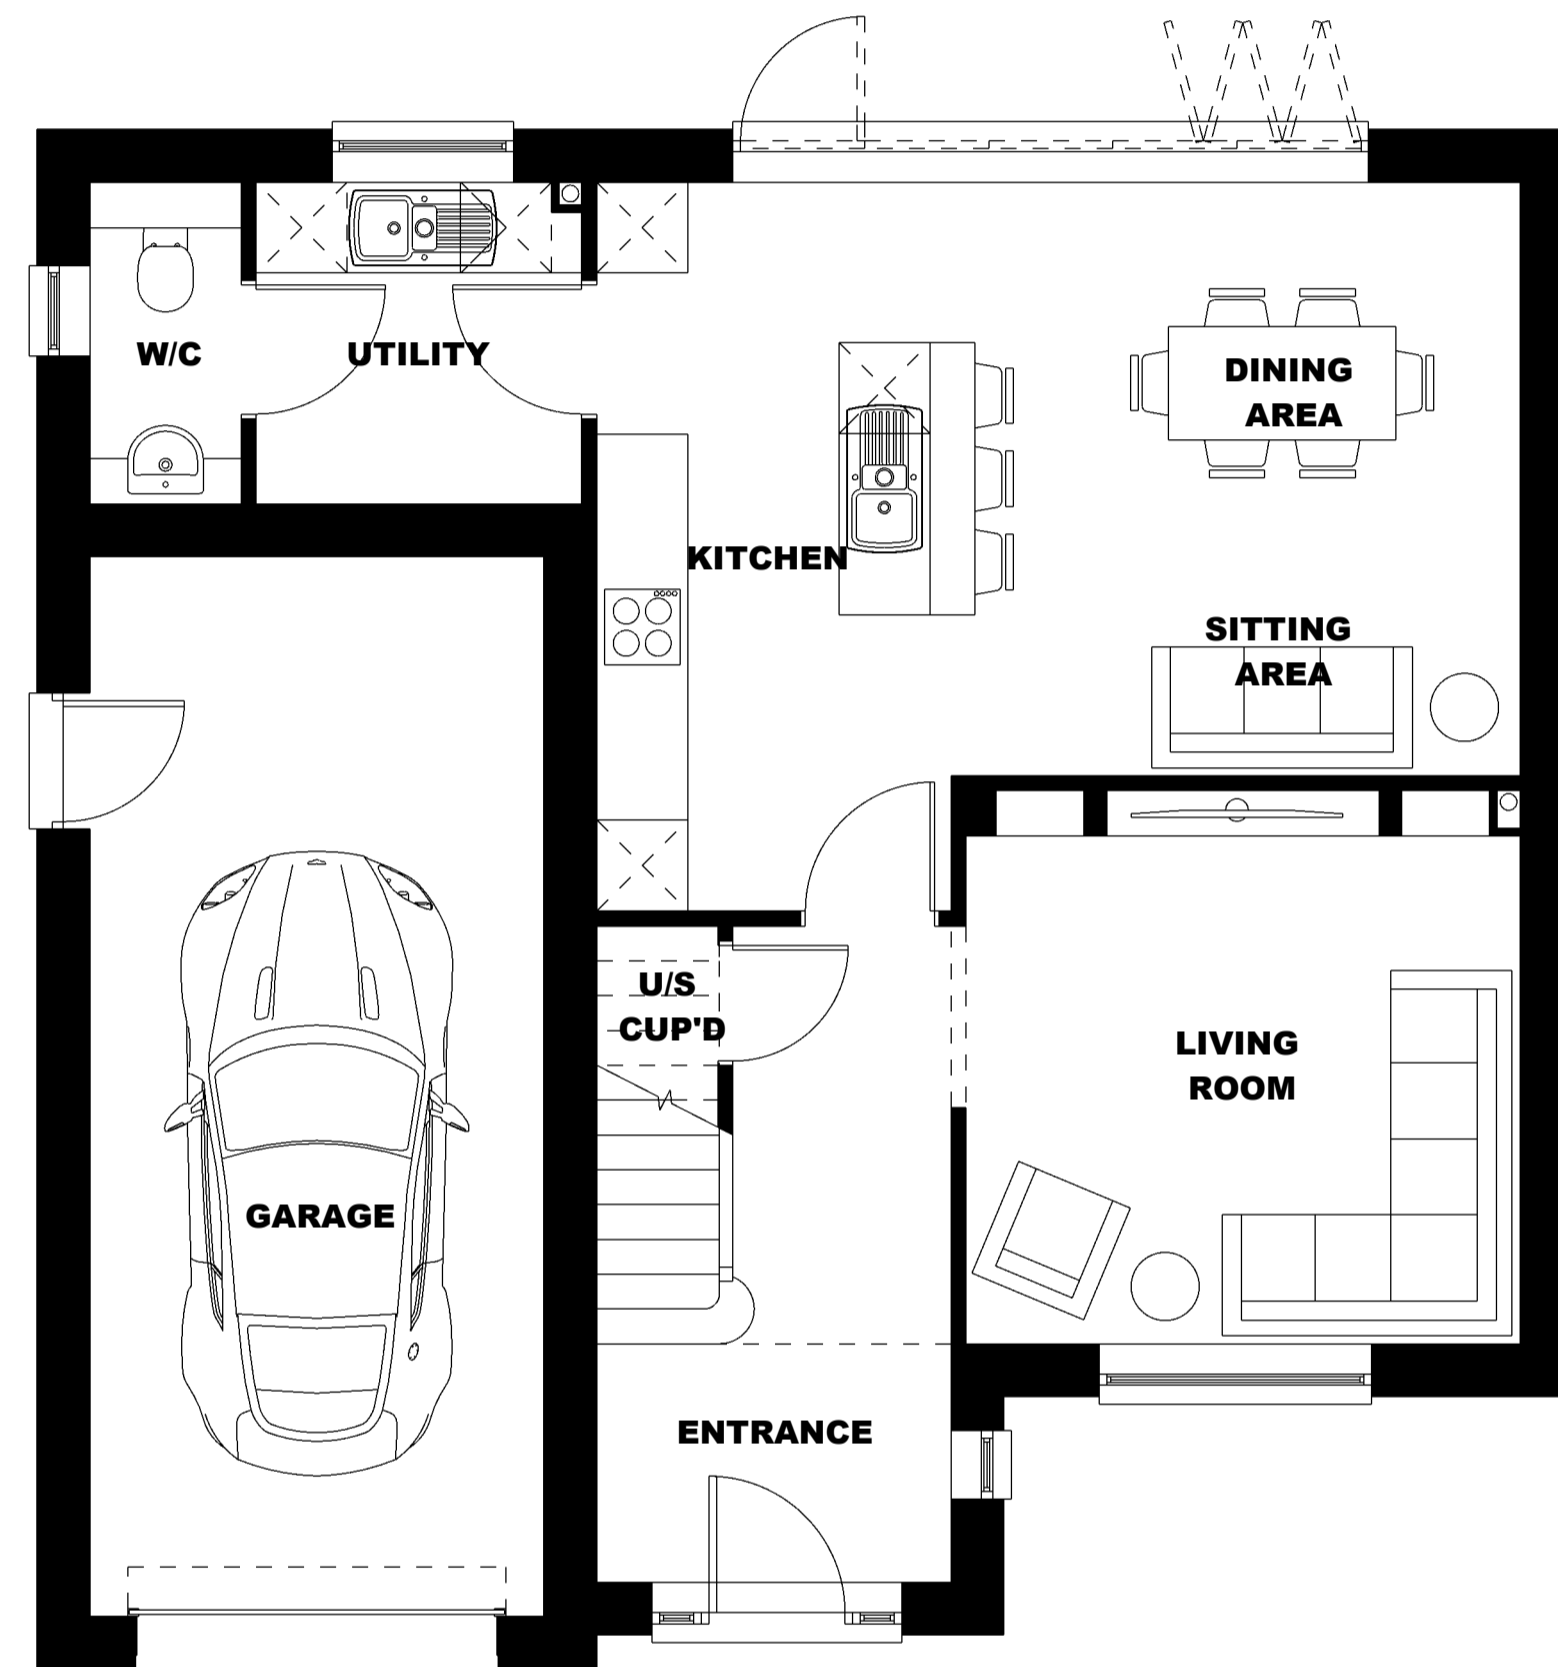 W/C
UTILITY
DINING
AREA
KITCHEN
SITTING
AREA
U/S
CUP'D
LIVING
ROOM
GARAGE
ENTRANCE